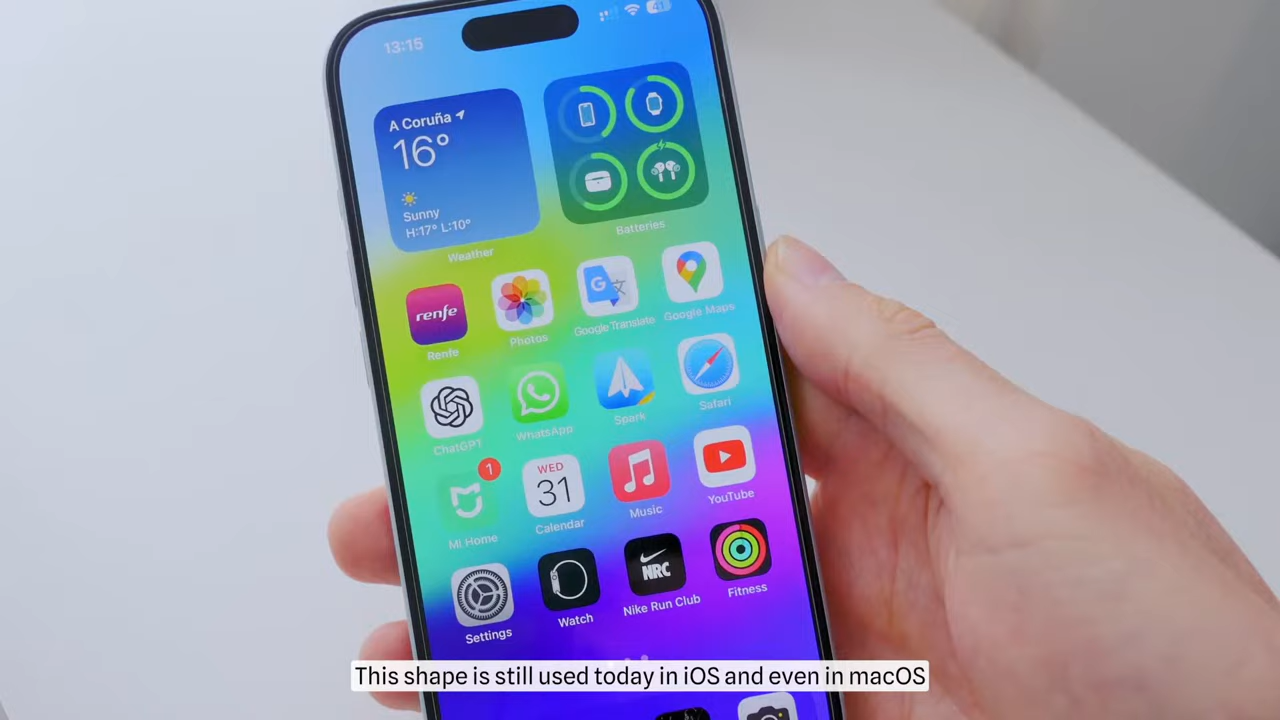 13:15
41
A Coruña
16°
Sunny
H:17° L:10°
Weather
Batteries
renfe
Renfe
Photos
G
Google Translate
Google Maps
ChatGPT
WhatsApp
Spark
Safari
1
Mi Home
WED
31
Calendar
Music
YouTube
Settings
Watch
NRC
Nike Run Club
Fitness
This shape is still used today in iOS and even in macOS